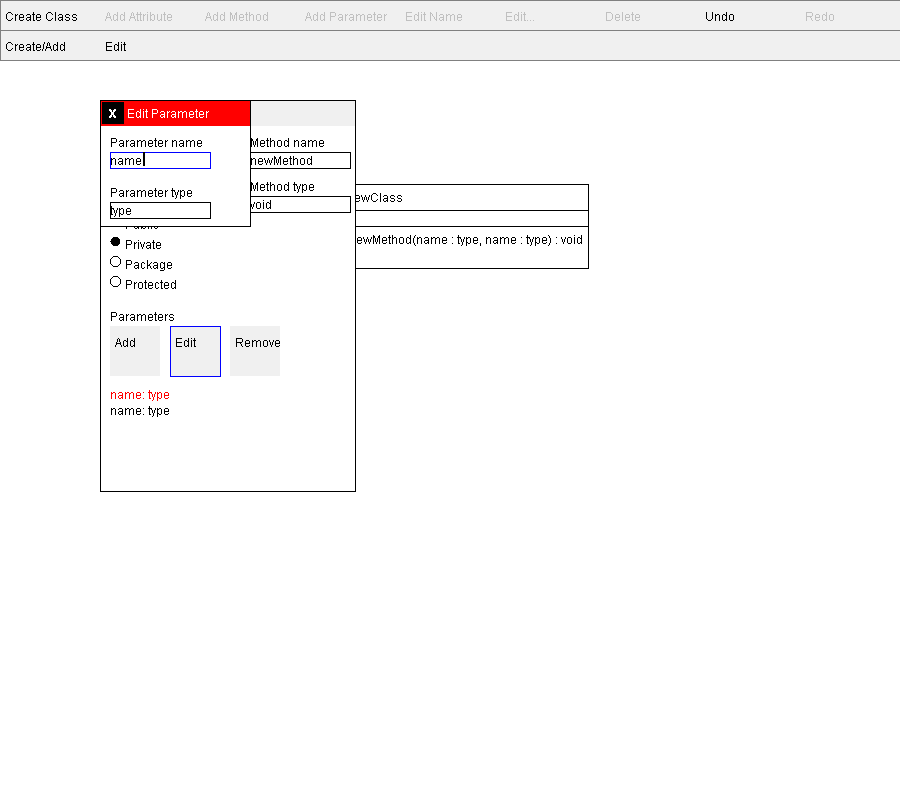 Create Class Add Attribute Add Method Add Parameter Edit Name Edit... Delete Undo Redo
Create/Add Edit
X Edit Parameter
Parameter name
name
Parameter type
type
Method name
newMethod
Method type
void
Public
Private
Package
Protected
Parameters
Add Edit Remove
name: type
name: type
ewClass
ewMethod(name : type, name : type) : void